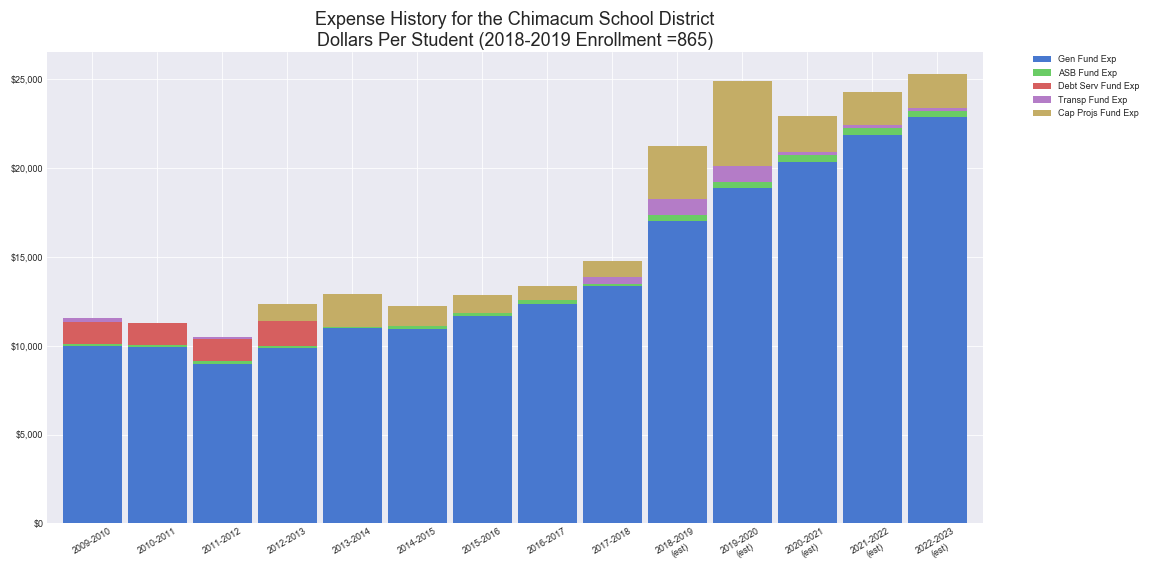 Expense History for the Chimacum School District
Dollars Per Student (2018-2019 Enrollment =865)
Gen Fund Exp
ASB Fund Exp
Debt Serv Fund Exp
Transp Fund Exp
Cap Projs Fund Exp
$25,000
$20,000
$15,000
$10,000
$5,000
$0
2009-2010
2010-2011
2011-2012
2012-2013
2013-2014
2014-2015
2015-2016
2016-2017
2017-2018
2018-2019
(est)
2019-2020
(est)
2020-2021
(est)
2021-2022
(est)
2022-2023
(est)